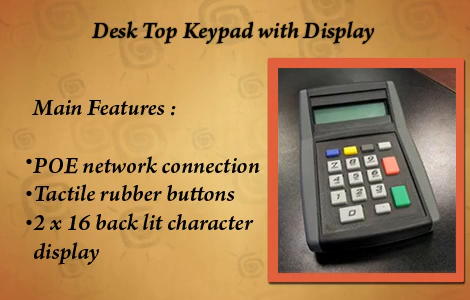 Desk Top Keypad with Display
Main Features :
•POE network connection
•Tactile rubber buttons
•2 x 16 back lit character
display